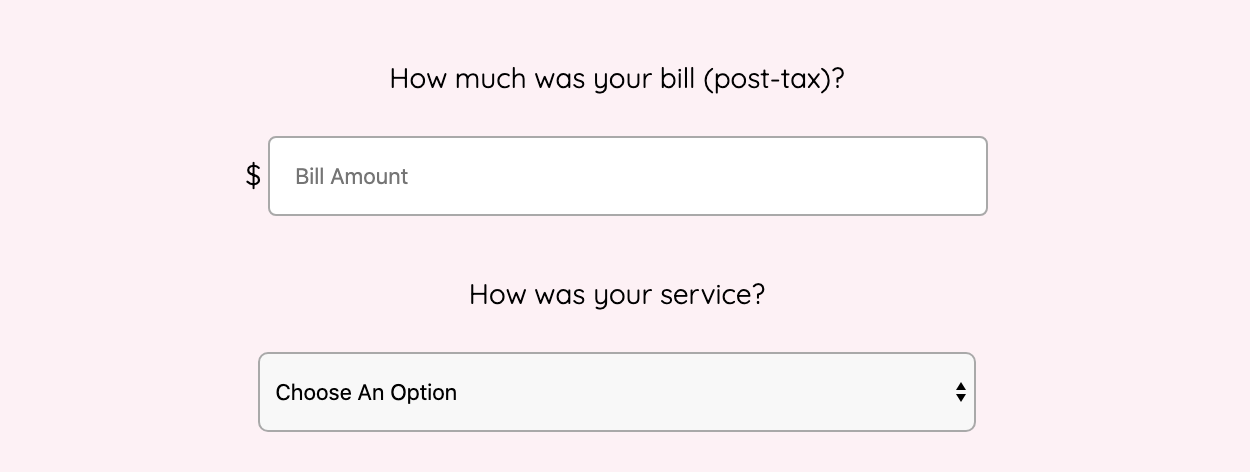 How much was your bill (post-tax)?
$ Bill Amount
How was your service?
Choose An Option